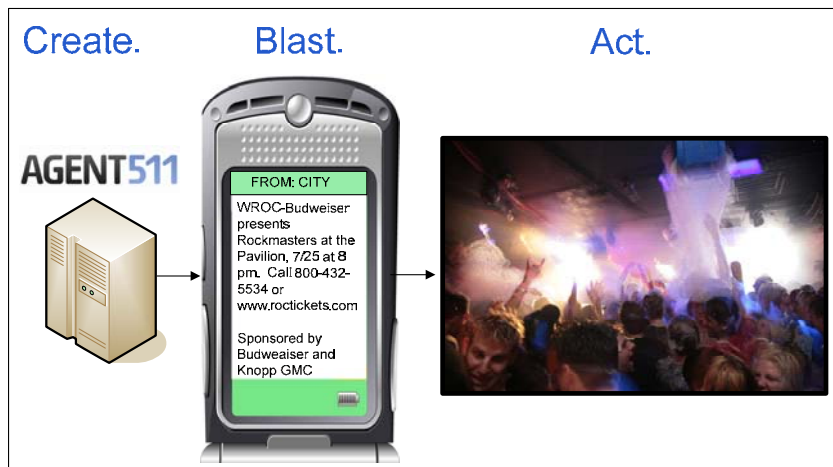 Create.
Blast.
Act.
AGENT511
FROM: CITY
WROC-Budweiser
presents
Rockmasters at the
Pavilion, 7/25 at 8
pm. Call 800-432-
5534 or
www.roctickets.com
Sponsored by
Budweaiser and
Knopp GMC